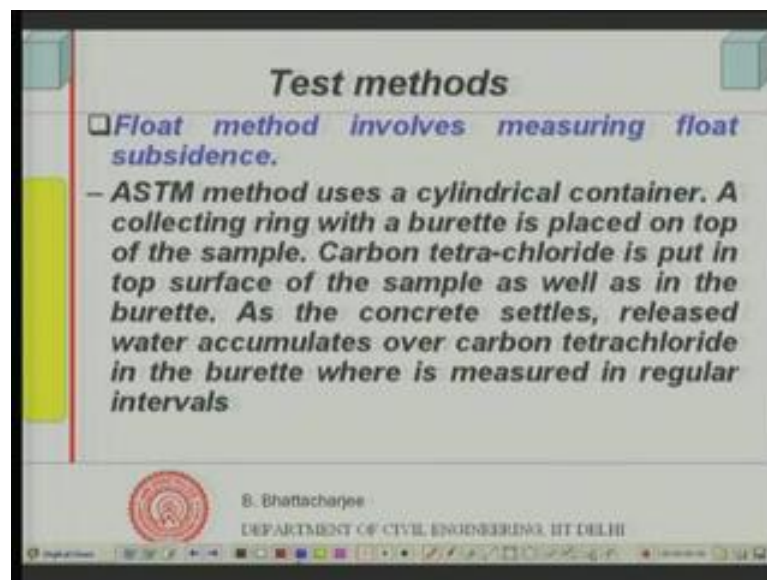 Test methods
❑Float method involves measuring float
subsidence.
– ASTM method uses a cylindrical container. A
collecting ring with a burette is placed on top
of the sample. Carbon tetra-chloride is put in
top surface of the sample as well as in the
burette. As the concrete settles, released
water accumulates over carbon tetrachloride
in the burette where is measured in regular
intervals
B. Bhattacharjee
DEPARTMENT OF CIVIL ENGINEERING, IIT DELHI